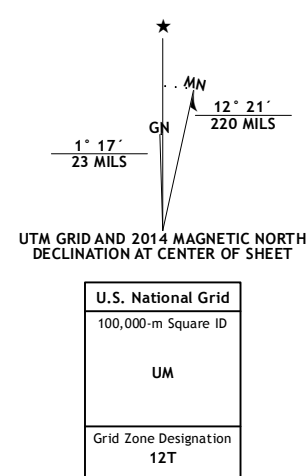 ★
MN
12° 21´
220 MILS
GN
1° 17´
23 MILS
UTM GRID AND 2014 MAGNETIC NORTH
DECLINATION AT CENTER OF SHEET
U.S. National Grid
100,000-m Square ID
UM
Grid Zone Designation
12T